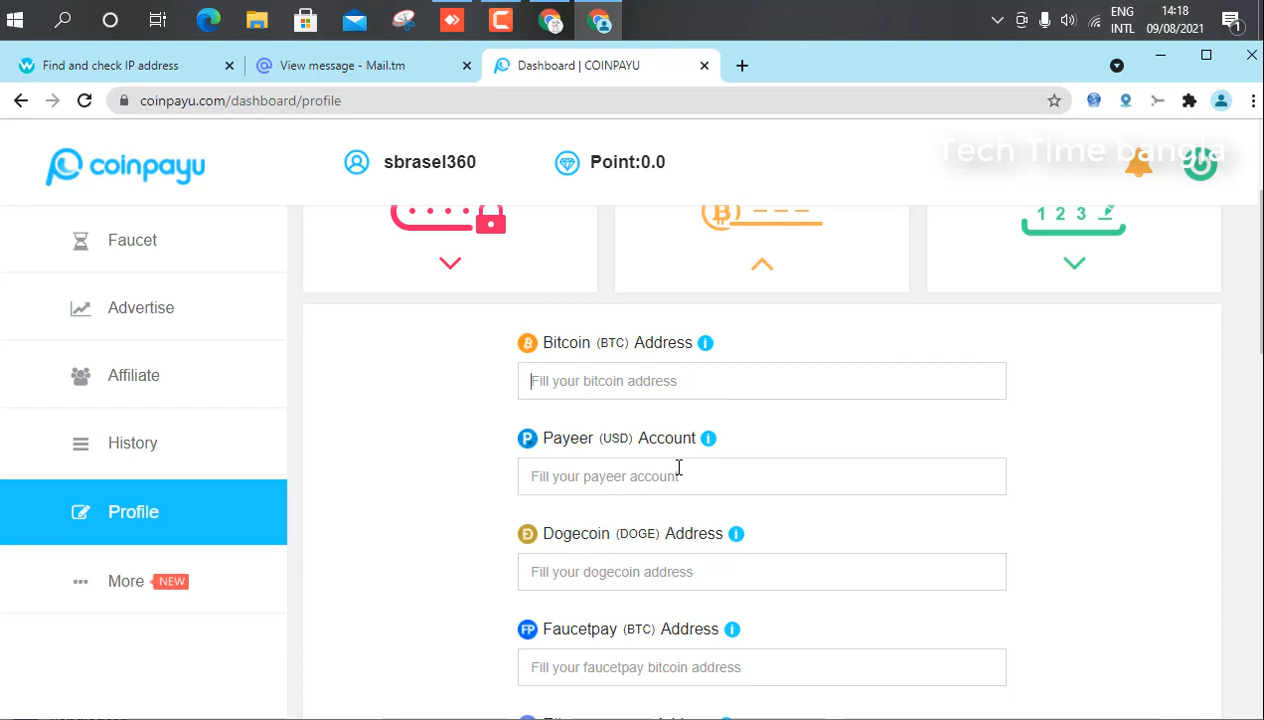 ENG
INTL
14:18
09/08/2021
1
Find and check IP address
View message - Mail.tm
Dashboard | COINPAYU
coinpayu.com/dashboard/profile
coinpayu
sbrasel360
Point:0.0
Tech Time bangla
1 2 3
Faucet
Advertise
Affiliate
History
Profile
More NEW
Bitcoin (BTC) Address
Fill your bitcoin address
Payeer (USD) Account
Fill your payeer account
Dogecoin (DOGE) Address
Fill your dogecoin address
Faucetpay (BTC) Address
FP
Fill your faucetpay bitcoin address